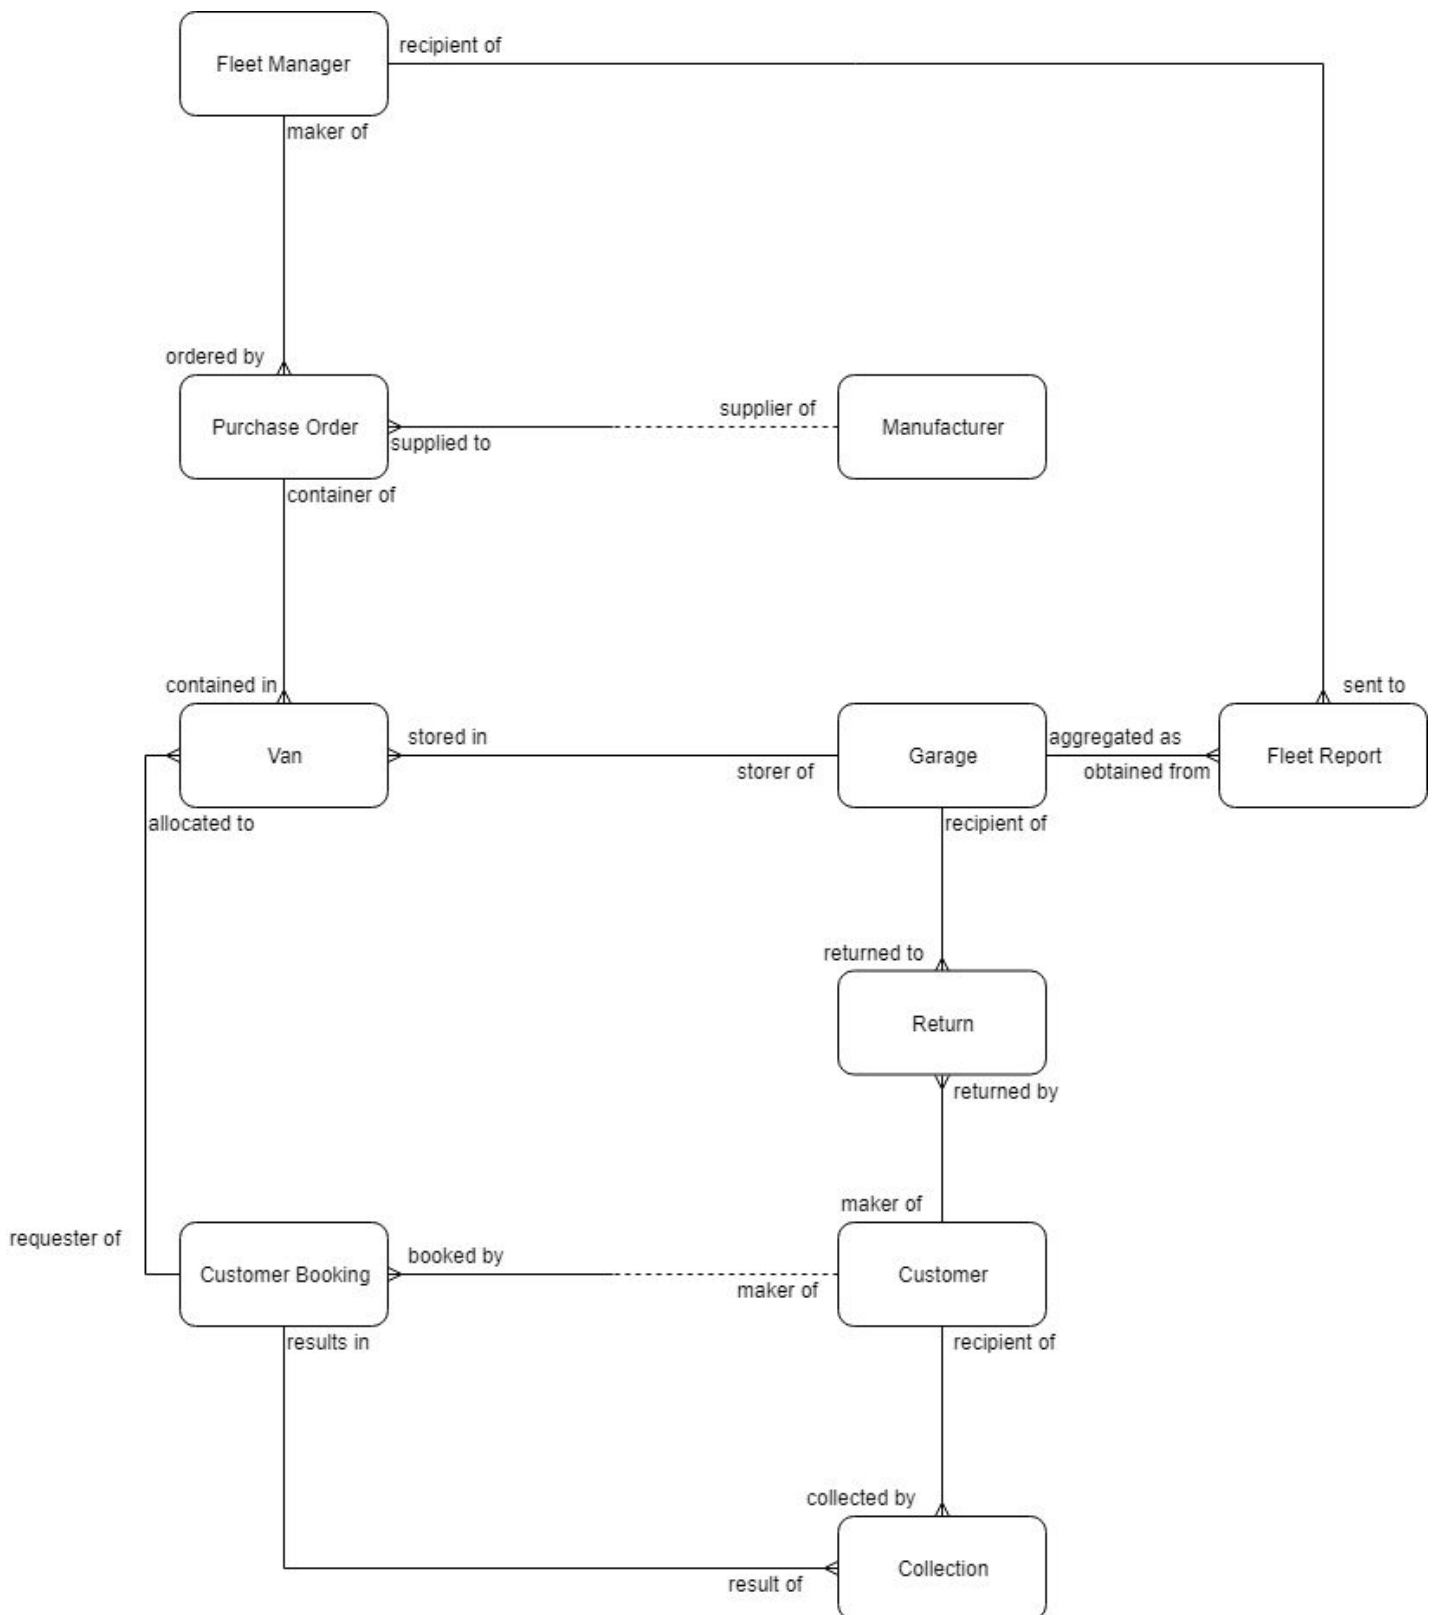 recipient of
Fleet Manager
maker of
ordered by
supplier of
Purchase Order
Manufacturer
supplied to
container of
contained in
sent to
stored in
aggregated as
Van
Garage
Fleet Report
storer of
obtained from
allocated to
recipient of
returned to
Return
returned by
maker of
requester of
booked by
Customer Booking
Customer
maker of
results in
recipient of
collected by
Collection
result of